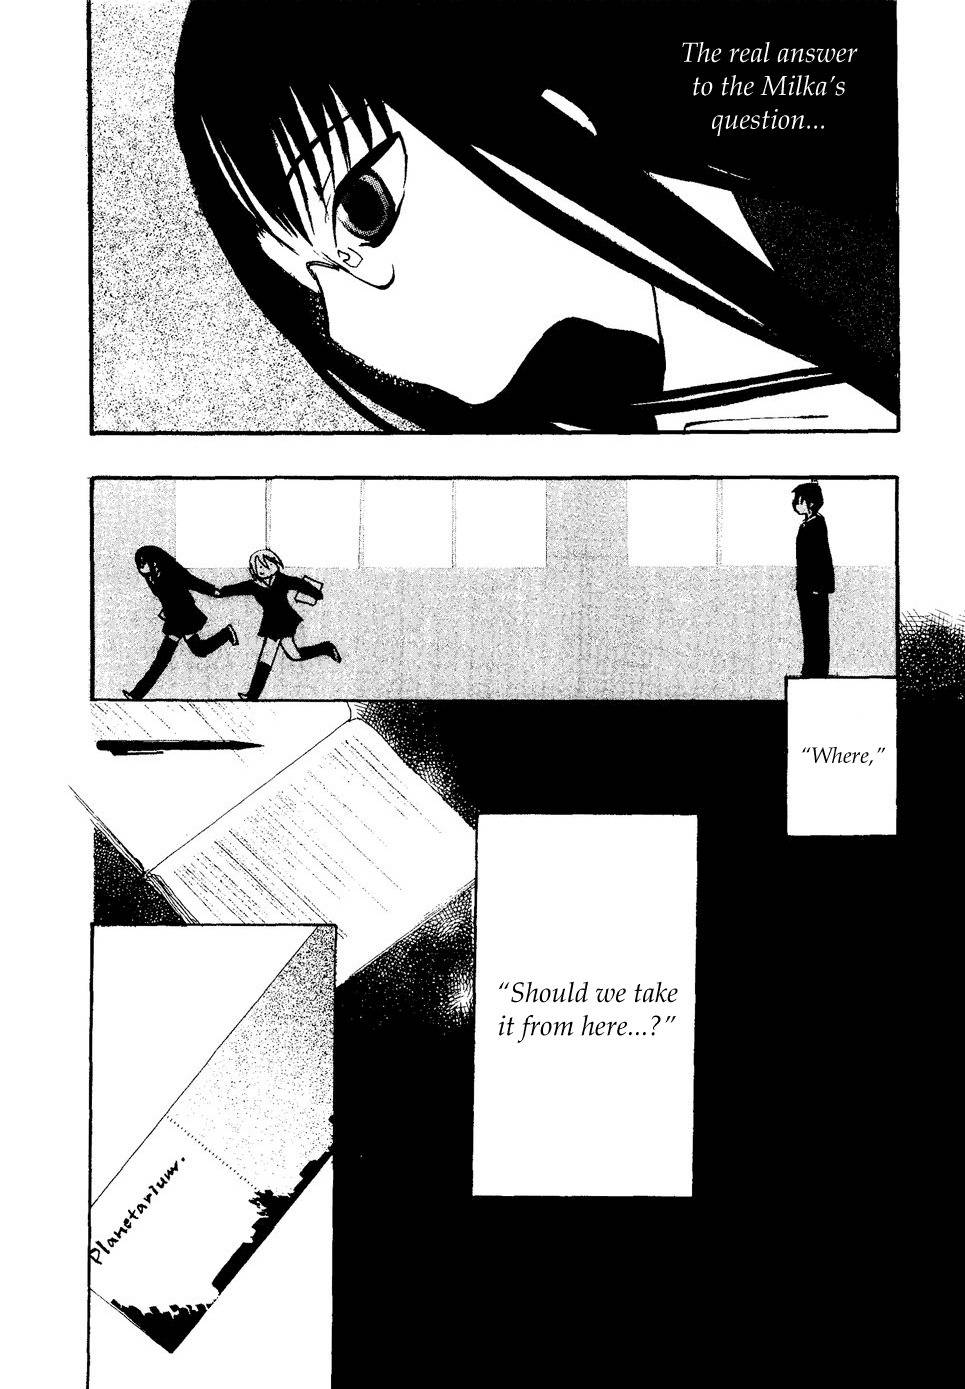 The real answer
to the Milka's
question...
"Where,"
"Should we take
it from here...?"
Planetarium.